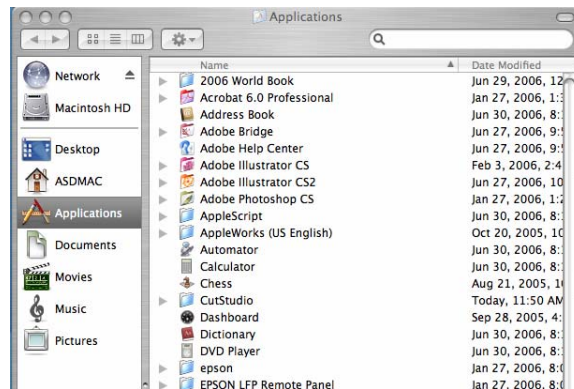 Applications
Name Date Modified
Network
Macintosh HD
Desktop
ASDMAC
Applications
Documents
Movies
Music
Pictures
2006 World Book Jun 29, 2006, 12
Acrobat 6.0 Professional Jan 27, 2006, 1:
Address Book Jun 30, 2006, 8:
Adobe Bridge Jun 27, 2006, 9:
Adobe Help Center Jun 27, 2006, 9:
Adobe Illustrator CS Feb 3, 2006, 2:4
Adobe Illustrator CS2 Jun 27, 2006, 10
Adobe Photoshop CS Jan 27, 2006, 1:
AppleScript Jun 30, 2006, 8:
AppleWorks (US English) Oct 20, 2005, 10
Automator Jun 30, 2006, 8:
Calculator Jun 30, 2006, 8:
Chess Aug 21, 2005, 1
CutStudio Today, 11:50 AM
Dashboard Sep 28, 2005, 4:
Dictionary Jun 30, 2006, 8:
DVD Player Jun 30, 2006, 8:
epson Jan 27, 2006, 8:
EPSON LFP Remote Panel Jan 27, 2006, 8: